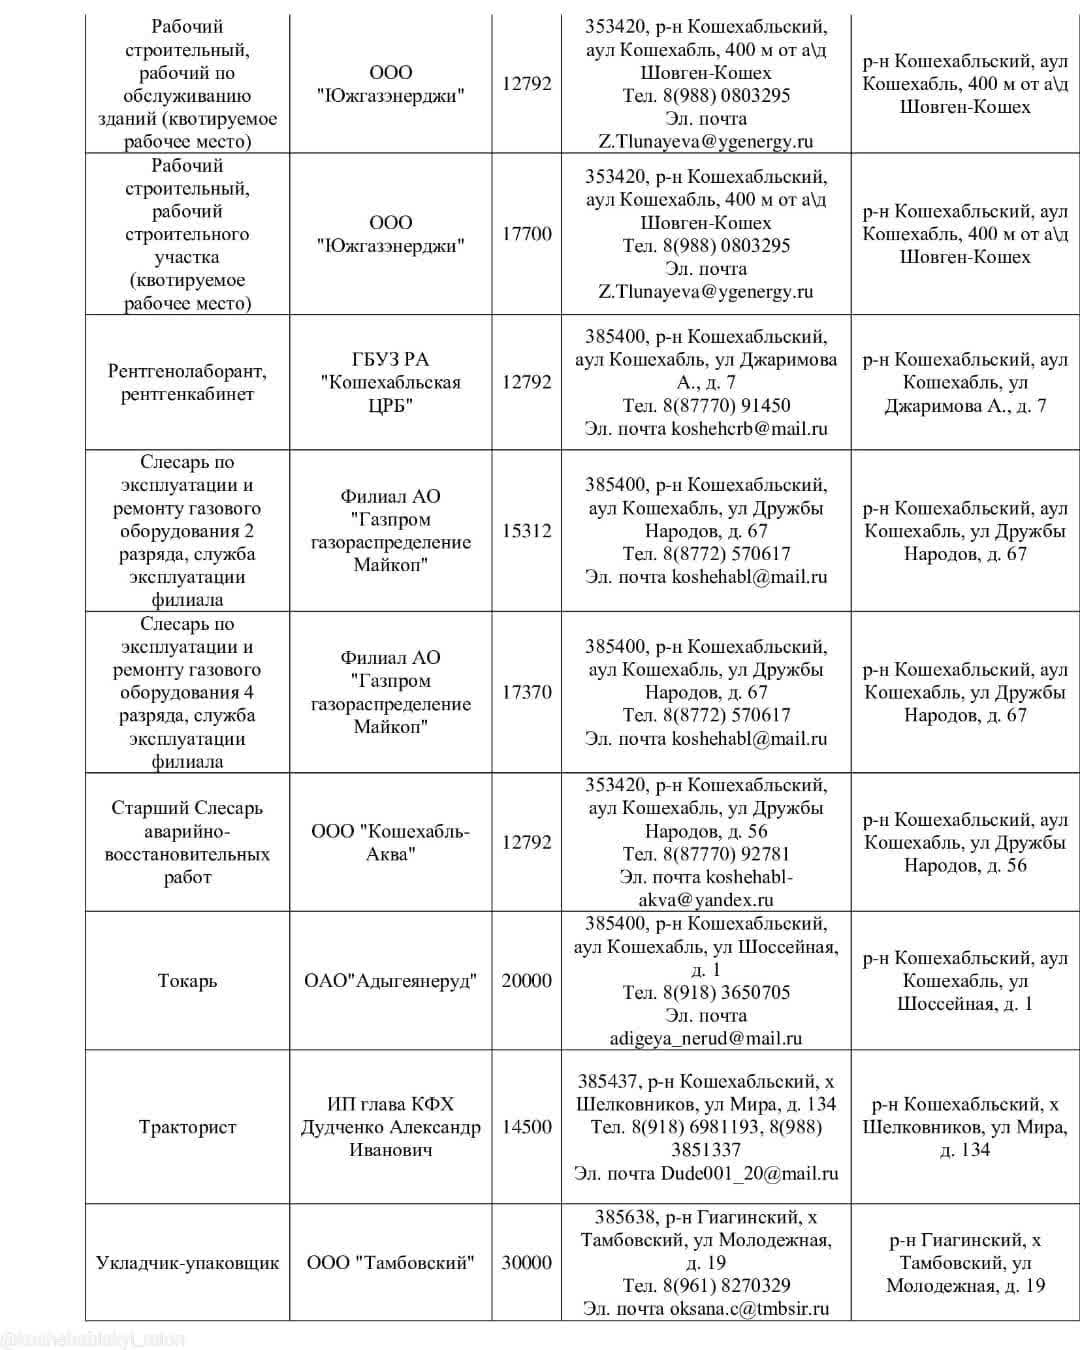 Рабочий
строительный,
рабочий по
обслуживанию
зданий (квотируемое
рабочее место)
ООО
"Южгазэнерджи"
12792
353420, р-н Кошехабльский,
аул Кошехабль, 400 м от а\д
Шовген-Кошех
Тел. 8(988) 0803295
Эл. почта
Z.Tlunayeva@ygenergy.ru
р-н Кошехабльский, аул
Кошехабль, 400 м от а\д
Шовген-Кошех
Рабочий
строительный,
рабочий
строительного
участка
(квотируемое
рабочее место)
ООО
"Южгазэнерджи"
17700
353420, р-н Кошехабльский,
аул Кошехабль, 400 м от а\д
Шовген-Кошех
Тел. 8(988) 0803295
Эл. почта
Z.Tlunayeva@ygenergy.ru
р-н Кошехабльский, аул
Кошехабль, 400 м от а\д
Шовген-Кошех
Рентгенолаборант,
рентгенкабинет
ГБУЗ РА
"Кошехабльская
ЦРБ"
12792
385400, р-н Кошехабльский,
аул Кошехабль, ул Джаримова
А., д. 7
Тел. 8(87770) 91450
Эл. почта koshehcrb@mail.ru
р-н Кошехабльский, аул
Кошехабль, ул
Джаримова А., д. 7
Слесарь по
эксплуатации и
ремонту газового
оборудования 2
разряда, служба
эксплуатации
филиала
Филиал АО
"Газпром
газораспределение
Майкоп"
15312
385400, р-н Кошехабльский,
аул Кошехабль, ул Дружбы
Народов, д. 67
Тел. 8(8772) 570617
Эл. почта koshehabl@mail.ru
р-н Кошехабльский, аул
Кошехабль, ул Дружбы
Народов, д. 67
Слесарь по
эксплуатации и
ремонту газового
оборудования 4
разряда, служба
эксплуатации
филиала
Филиал АО
"Газпром
газораспределение
Майкоп"
17370
385400, р-н Кошехабльский,
аул Кошехабль, ул Дружбы
Народов, д. 67
Тел. 8(8772) 570617
Эл. почта koshehabl@mail.ru
р-н Кошехабльский, аул
Кошехабль, ул Дружбы
Народов, д. 67
Старший Слесарь
аварийно-
восстановительных
работ
ООО "Кошехабль-
Аква"
12792
353420, р-н Кошехабльский,
аул Кошехабль, ул Дружбы
Народов, д. 56
Тел. 8(87770) 92781
Эл. почта koshehabl-
akva@yandex.ru
р-н Кошехабльский, аул
Кошехабль, ул Дружбы
Народов, д. 56
Токарь
ОАО"Адыгеянеруд"
20000
385400, р-н Кошехабльский,
аул Кошехабль, ул Шоссейная,
д. 1
Тел. 8(918) 3650705
Эл. почта
adigeya_nerud@mail.ru
р-н Кошехабльский, аул
Кошехабль, ул
Шоссейная, д. 1
Тракторист
ИП глава КФХ
Дудченко Александр
Иванович
14500
385437, р-н Кошехабльский, х
Шелковников, ул Мира, д. 134
Тел. 8(918) 6981193, 8(988)
3851337
Эл. почта Dude001_20@mail.ru
р-н Кошехабльский, х
Шелковников, ул Мира,
д. 134
Укладчик-упаковщик
ООО "Тамбовский"
30000
385638, р-н Гиагинский, х
Тамбовский, ул Молодежная,
д. 19
Тел. 8(961) 8270329
Эл. почта oksana.c@tmbsir.ru
р-н Гиагинский, х
Тамбовский, ул
Молодежная, д. 19